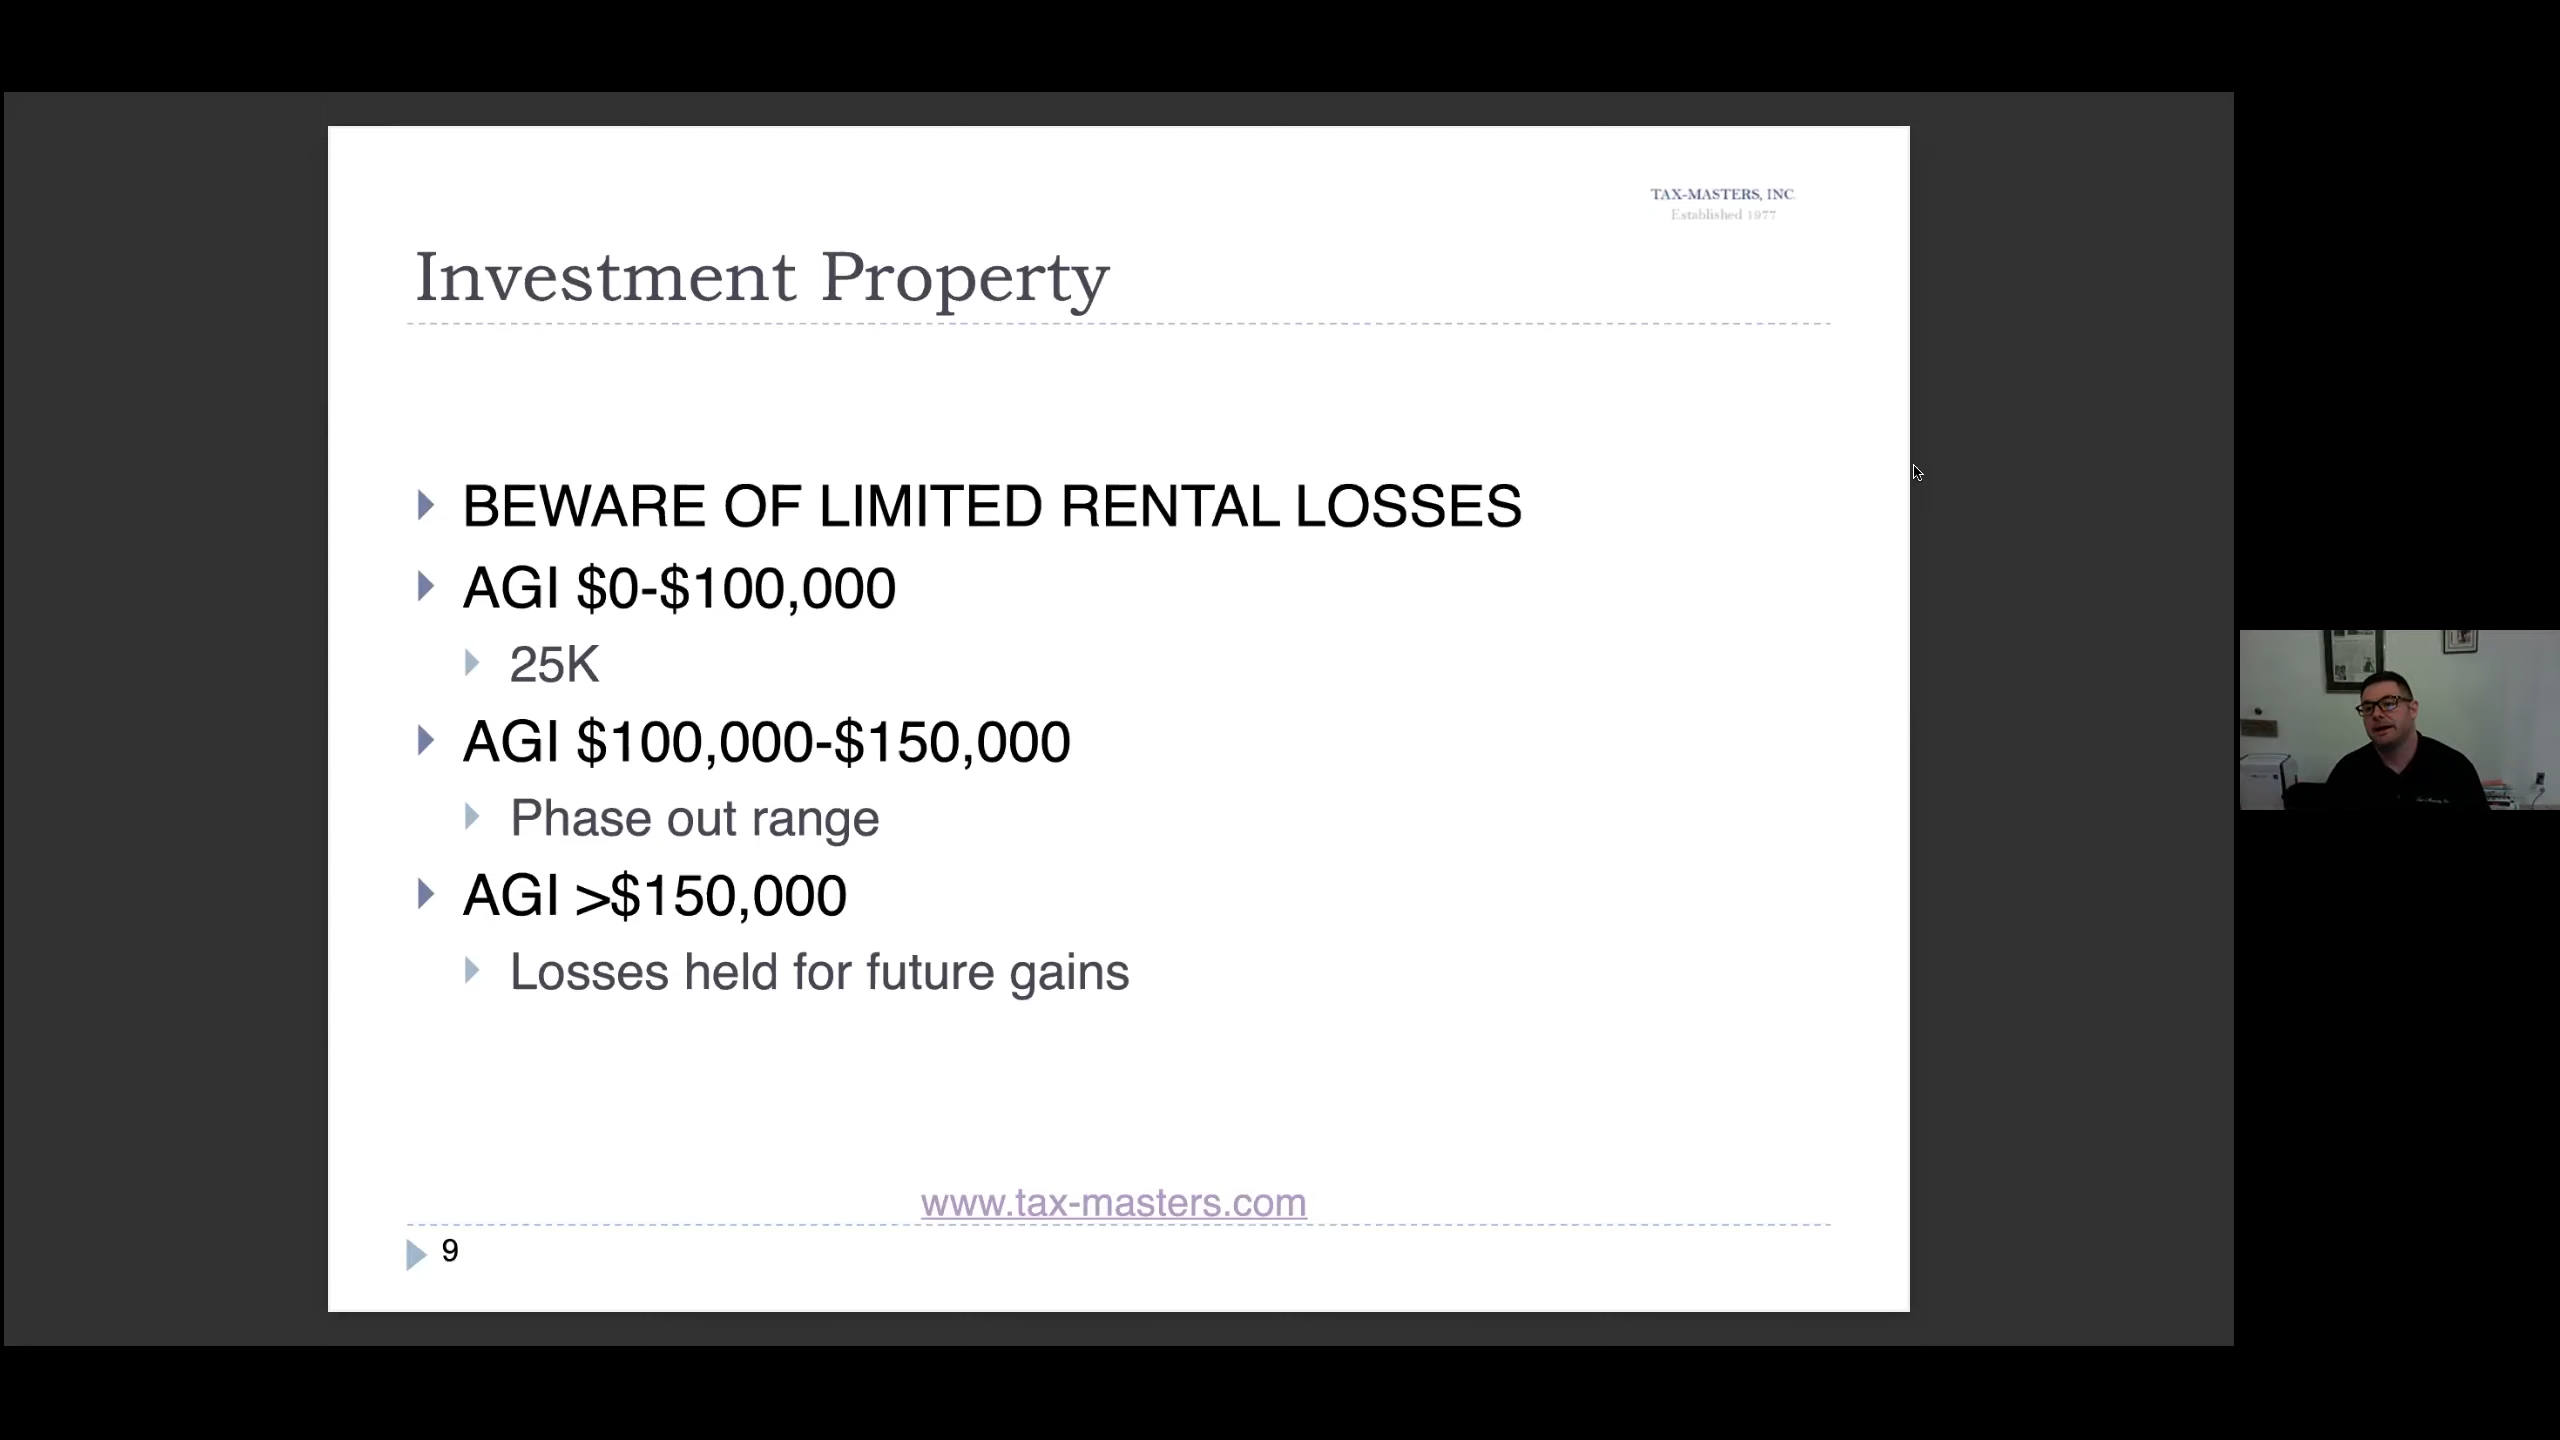 TAX-MASTERS, INC.
Established 1977
Investment Property
BEWARE OF LIMITED RENTAL LOSSES
AGI $0-$100,000
25K
AGI $100,000-$150,000
Phase out range
AGI >$150,000
Losses held for future gains
www.tax-masters.com
9